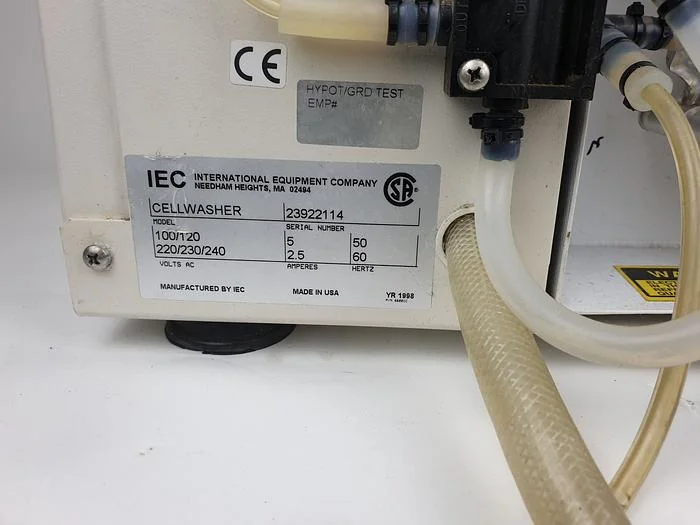 OUT
CE
HYPOT/GRD TEST
EMP#
IEC INTERNATIONAL EQUIPMENT COMPANY
NEEDHAM HEIGHTS, MA 02494
SA
CELLWASHER 23922114
MODEL SERIAL NUMBER
100/120 5 50
220/230/240 2.5 60
VOLTS AC AMPERES HERTZ
MANUFACTURED BY IEC MADE IN USA YR 1998